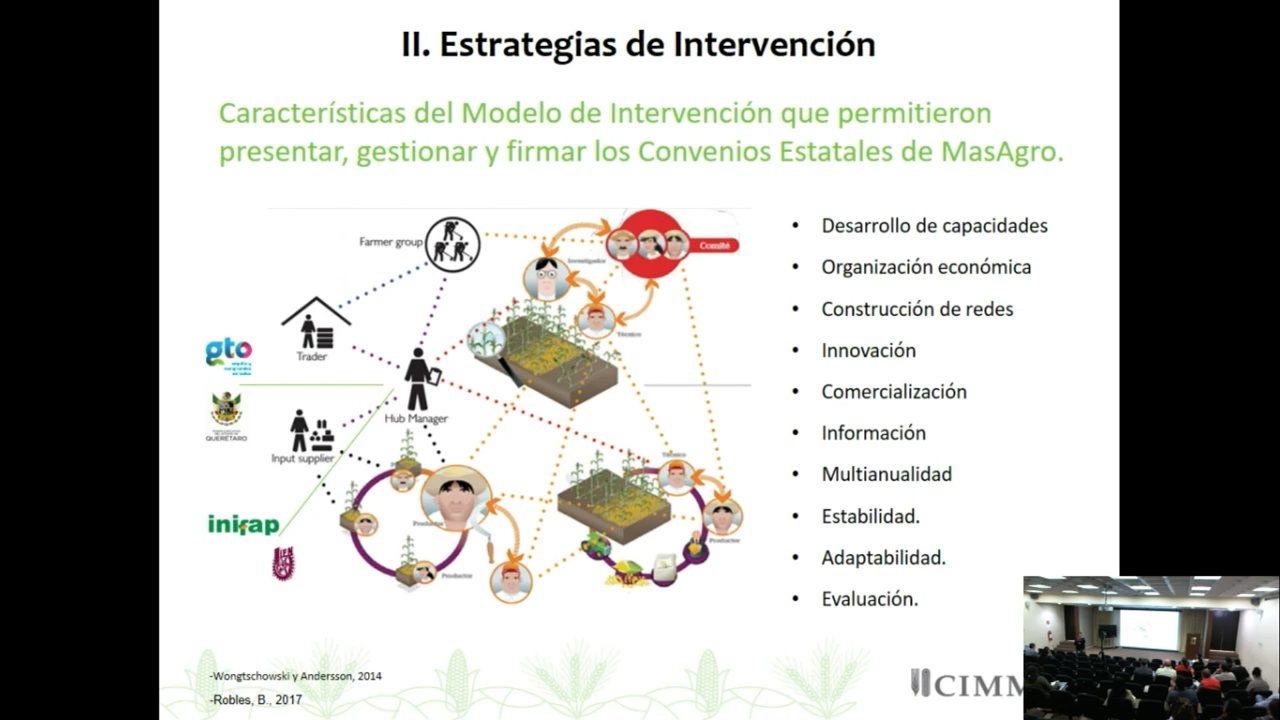 II. Estrategias de Intervención
Características del Modelo de Intervención que permitieron
presentar, gestionar y firmar los Convenios Estatales de MasAgro.
Farmer group
Comité
Investigador
Técnico
Trader
gto
Hub Manager
QUERÉTARO
Input supplier
Técnico
Productor
Productor
Productor
inifap
• Desarrollo de capacidades
• Organización económica
• Construcción de redes
• Innovación
• Comercialización
• Información
• Multianualidad
• Estabilidad.
• Adaptabilidad.
• Evaluación.
-Wongtschowski y Andersson, 2014
-Robles, B., 2017
CIMM